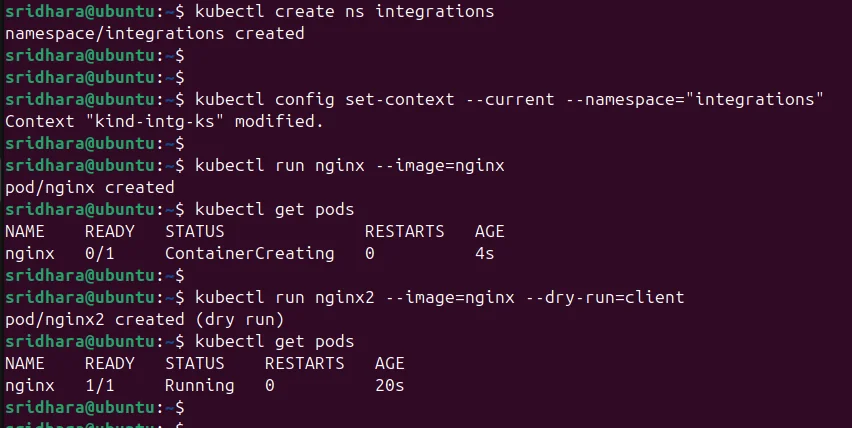 sridhara@ubuntu:~$ kubectl create ns integrations
namespace/integrations created
sridhara@ubuntu:~$
sridhara@ubuntu:~$
sridhara@ubuntu:~$ kubectl config set-context --current --namespace="integrations"
Context "kind-intg-ks" modified.
sridhara@ubuntu:~$
sridhara@ubuntu:~$ kubectl run nginx --image=nginx
pod/nginx created
sridhara@ubuntu:~$ kubectl get pods
NAME    READY   STATUS              RESTARTS   AGE
nginx   0/1     ContainerCreating   0          4s
sridhara@ubuntu:~$
sridhara@ubuntu:~$ kubectl run nginx2 --image=nginx --dry-run=client
pod/nginx2 created (dry run)
sridhara@ubuntu:~$ kubectl get pods
NAME    READY   STATUS    RESTARTS   AGE
nginx   1/1     Running   0          20s
sridhara@ubuntu:~$